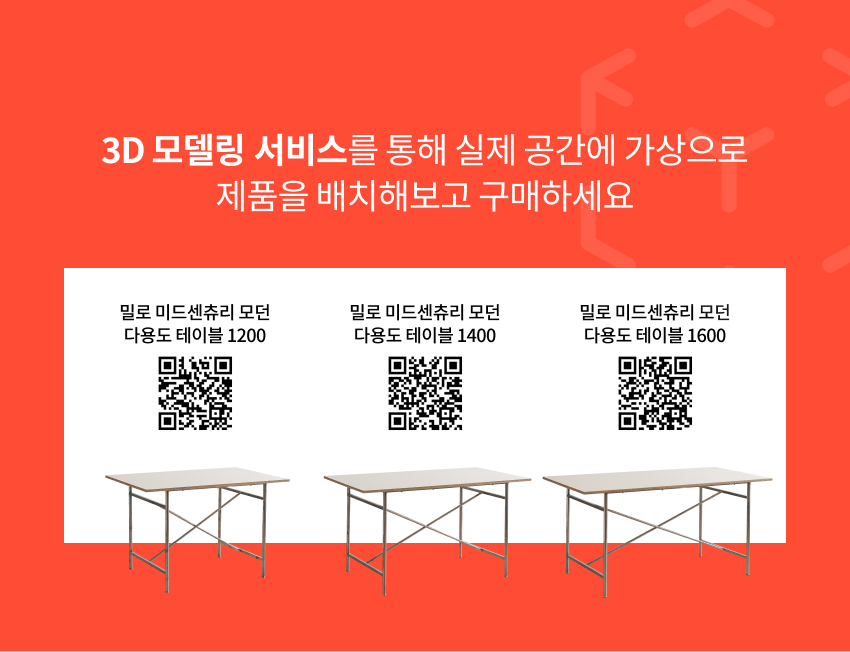 3D 모델링 서비스를 통해 실제 공간에 가상으로
제품을 배치해보고 구매하세요
밀로 미드센츄리 모던
다용도 테이블 1200
밀로 미드센츄리 모던
다용도 테이블 1400
밀로 미드센츄리 모던
다용도 테이블 1600